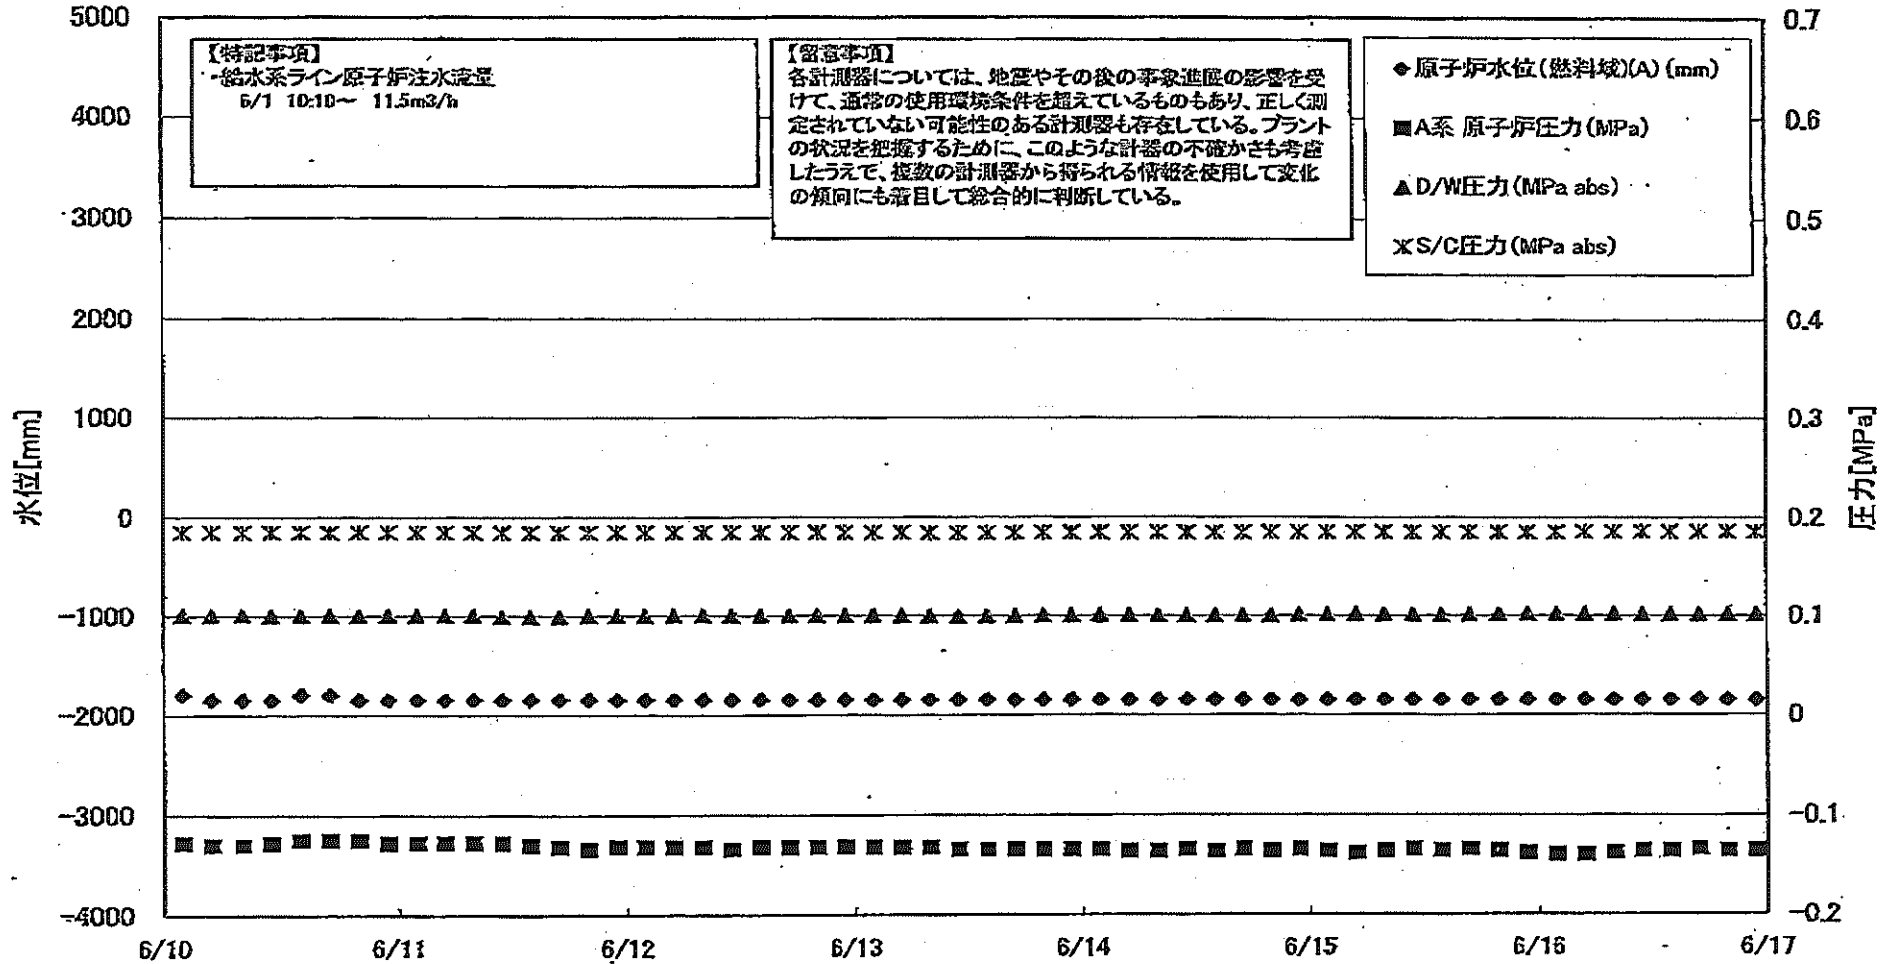 5000
4000
3000
2000
1000
0
-1000
-2000
-3000
-4000
水位[mm]
【特記事項】
・給水系ライン原子炉注水流量
6/1 10:10～ 11.5m3/h
【留意事項】
各計測器については、地震やその後の事象進展の影響を受
けて、通常の使用環境条件を超えているものもあり、正しく測
定されていない可能性のある計測器も存在している。プラント
の状況を把握するために、このような計器の不確かさも考慮
したうえで、複数の計測器から得られる情報を使用して変化
の傾向にも着目して総合的に判断している。
◆原子炉水位(燃料域)(A) (mm)
■A系 原子炉圧力(MPa)
▲D/W圧力(MPa abs)
S/C圧力(MPa abs)
0.7
0.6
0.5
0.4
0.3
0.2
0.1
0
-0.1
-0.2
圧力[MPa]
6/10 6/11 6/12 6/13 6/14 6/15 6/16 6/17